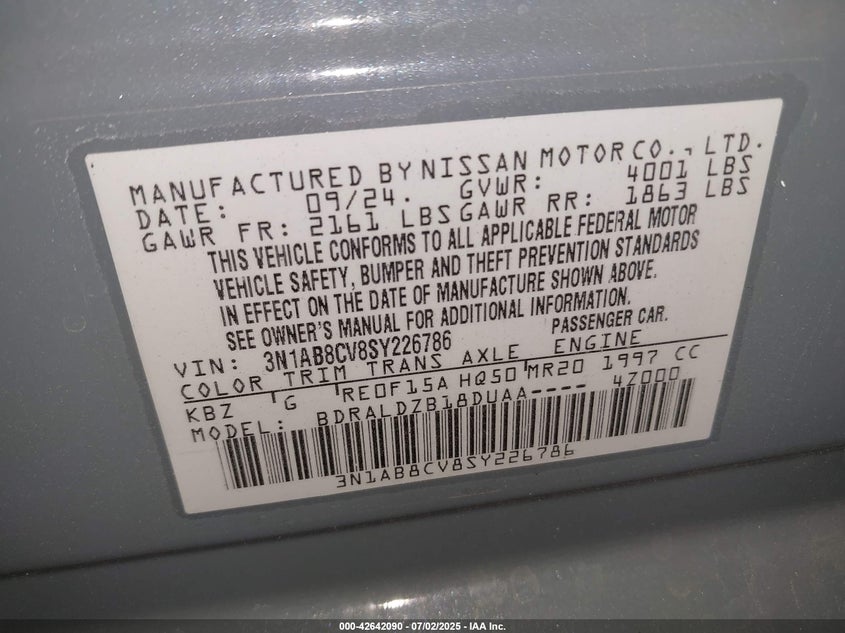 MANUFACTURED BY NISSAN MOTOR CO., LTD.
DATE: 09/24. GVWR: 4001 LBS
GAWR FR: 2161 LBS GAWR RR: 1863 LBS
THIS VEHICLE CONFORMS TO ALL APPLICABLE FEDERAL MOTOR
VEHICLE SAFETY, BUMPER AND THEFT PREVENTION STANDARDS
IN EFFECT ON THE DATE OF MANUFACTURE SHOWN ABOVE.
SEE OWNER'S MANUAL FOR ADDITIONAL INFORMATION.
VIN: 3N1AB8CV8SY226786 PASSENGER CAR.
COLOR TRIM TRANS AXLE ENGINE
KBZ G RE0F15A HQ50 MR20 1997 CC
MODEL: BDRALDZB18DUAA---- 4Z000
3N1AB8CV8SY226786
000-42642090 - 07/02/2025 - IAA Inc.